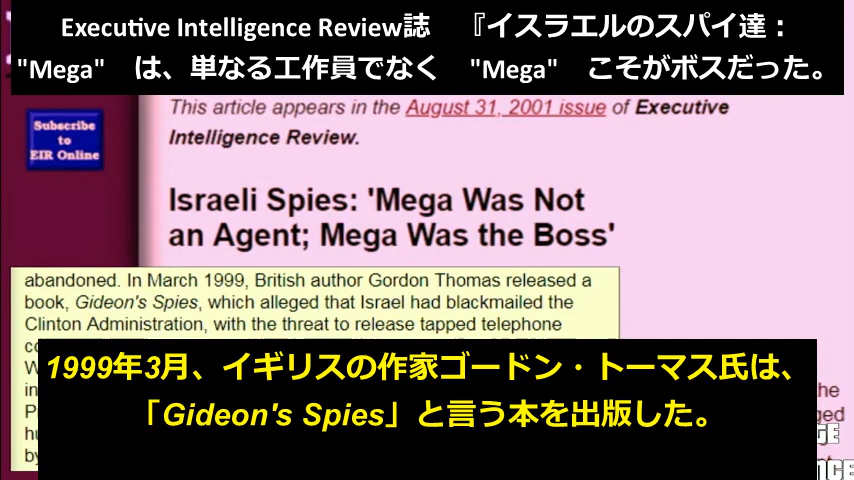 Executive Intelligence Review誌　『イスラエルのスパイ達：
"Mega"　は、単なる工作員でなく　"Mega"　こそがボスだった。
This article appears in the August 31, 2001 issue of Executive
Intelligence Review.
Subscribe
to
EIR Online
Israeli Spies: 'Mega Was Not
an Agent; Mega Was the Boss'
abandoned. In March 1999, British author Gordon Thomas released a
book, Gideon's Spies, which alleged that Israel had blackmailed the
Clinton Administration, with the threat to release tapped telephone
1999年3月、イギリスの作家ゴードン・トーマス氏は、
「Gideon's Spies」と言う本を出版した。